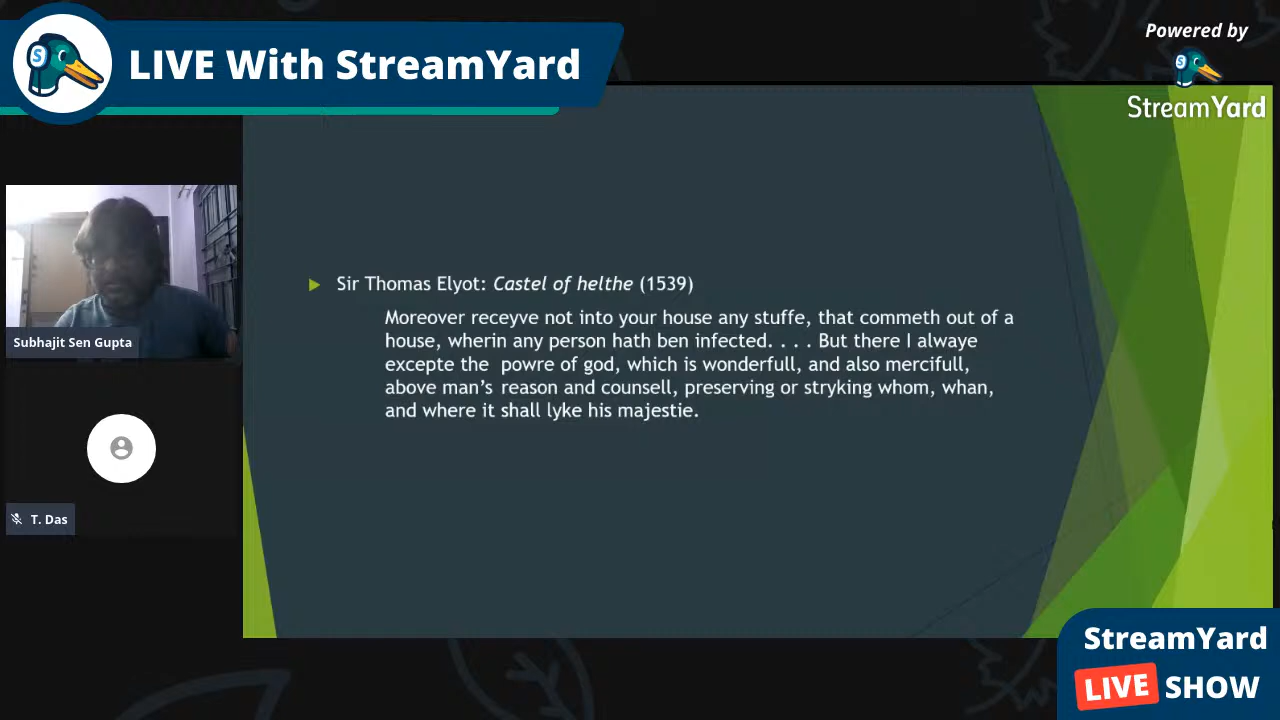 LIVE With StreamYard
Powered by
StreamYard
Sir Thomas Elyot: Castel of helthe (1539)
Moreover receyve not into your house any stuffe, that commeth out of a
house, wherin any person hath ben infected. . . . But there I alwaye
excepte the powre of god, which is wonderfull, and also mercifull,
above man’s reason and counsell, preserving or stryking whom, whan,
and where it shall lyke his majestie.
Subhajit Sen Gupta
T. Das
StreamYard
LIVE SHOW